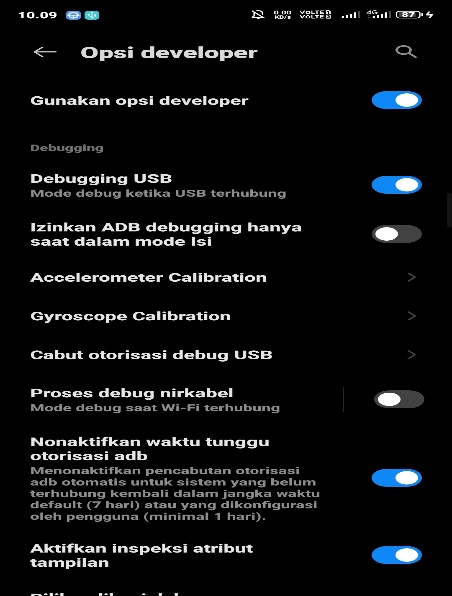 10.09
0.00 KB/s VoLTE 1 VoLTE 2 4G 87
Opsi developer
Gunakan opsi developer
Debugging
Debugging USB
Mode debug ketika USB terhubung
Izinkan ADB debugging hanya
saat dalam mode Isi
Accelerometer Calibration
Gyroscope Calibration
Cabut otorisasi debug USB
Proses debug nirkabel
Mode debug saat Wi-Fi terhubung
Nonaktifkan waktu tunggu
otorisasi adb
Menonaktifkan pencabutan otorisasi
adb otomatis untuk sistem yang belum
terhubung kembali dalam jangka waktu
default (7 hari) atau yang dikonfigurasi
oleh pengguna (minimal 1 hari).
Aktifkan inspeksi atribut
tampilan